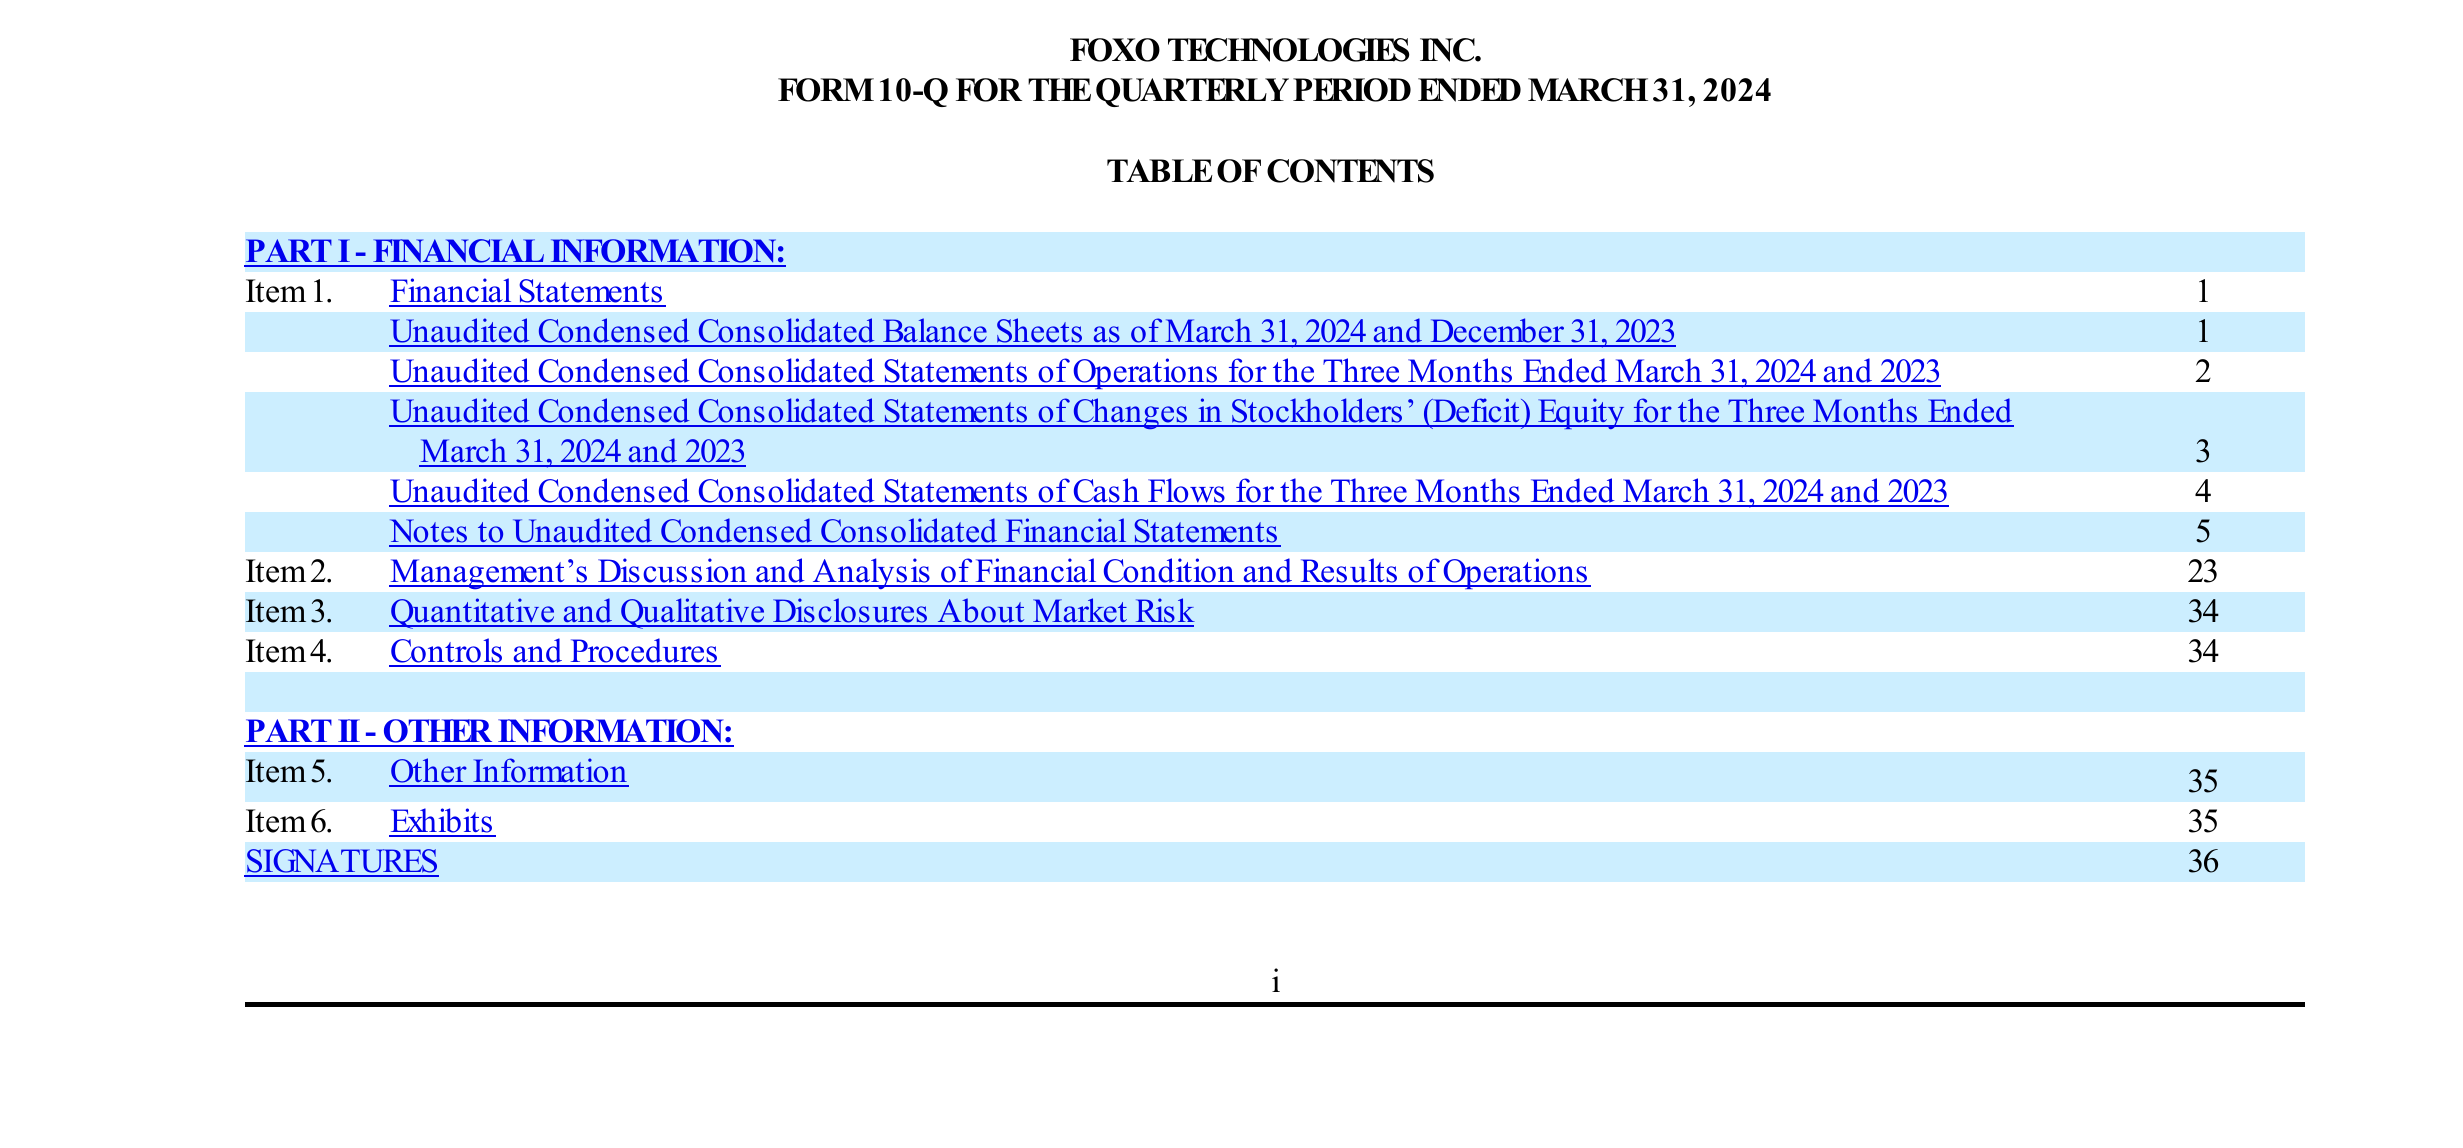 FOXO TECHNOLOGIES INC.
FORM 10-Q FOR THE QUARTERLY PERIOD ENDED MARCH 31, 2024
TABLE OF CONTENTS
PART I - FINANCIAL INFORMATION:
Item 1. Financial Statements 1
Unaudited Condensed Consolidated Balance Sheets as of March 31, 2024 and December 31, 2023 1
Unaudited Condensed Consolidated Statements of Operations for the Three Months Ended March 31, 2024 and 2023 2
Unaudited Condensed Consolidated Statements of Changes in Stockholders’ (Deficit) Equity for the Three Months Ended
March 31, 2024 and 2023 3
Unaudited Condensed Consolidated Statements of Cash Flows for the Three Months Ended March 31, 2024 and 2023 4
Notes to Unaudited Condensed Consolidated Financial Statements 5
Item 2. Management’s Discussion and Analysis of Financial Condition and Results of Operations 23
Item 3. Quantitative and Qualitative Disclosures About Market Risk 34
Item 4. Controls and Procedures 34
PART II - OTHER INFORMATION:
Item 5. Other Information 35
Item 6. Exhibits 35
SIGNATURES 36
i